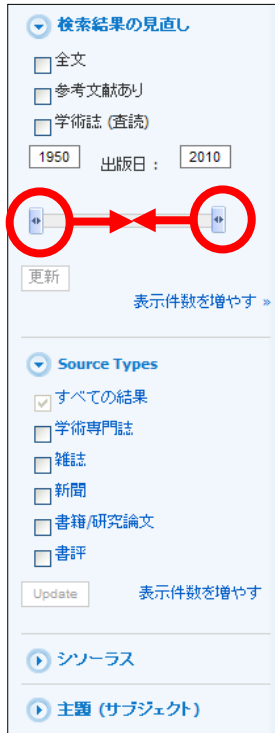 検索結果の見直し
全文
参考文献あり
学術誌 (査読)
1950 出版日： 2010
更新
表示件数を増やす »
Source Types
すべての結果
学術専門誌
雑誌
新聞
書籍/研究論文
書評
Update 表示件数を増やす
シソーラス
主題 (サブジェクト)